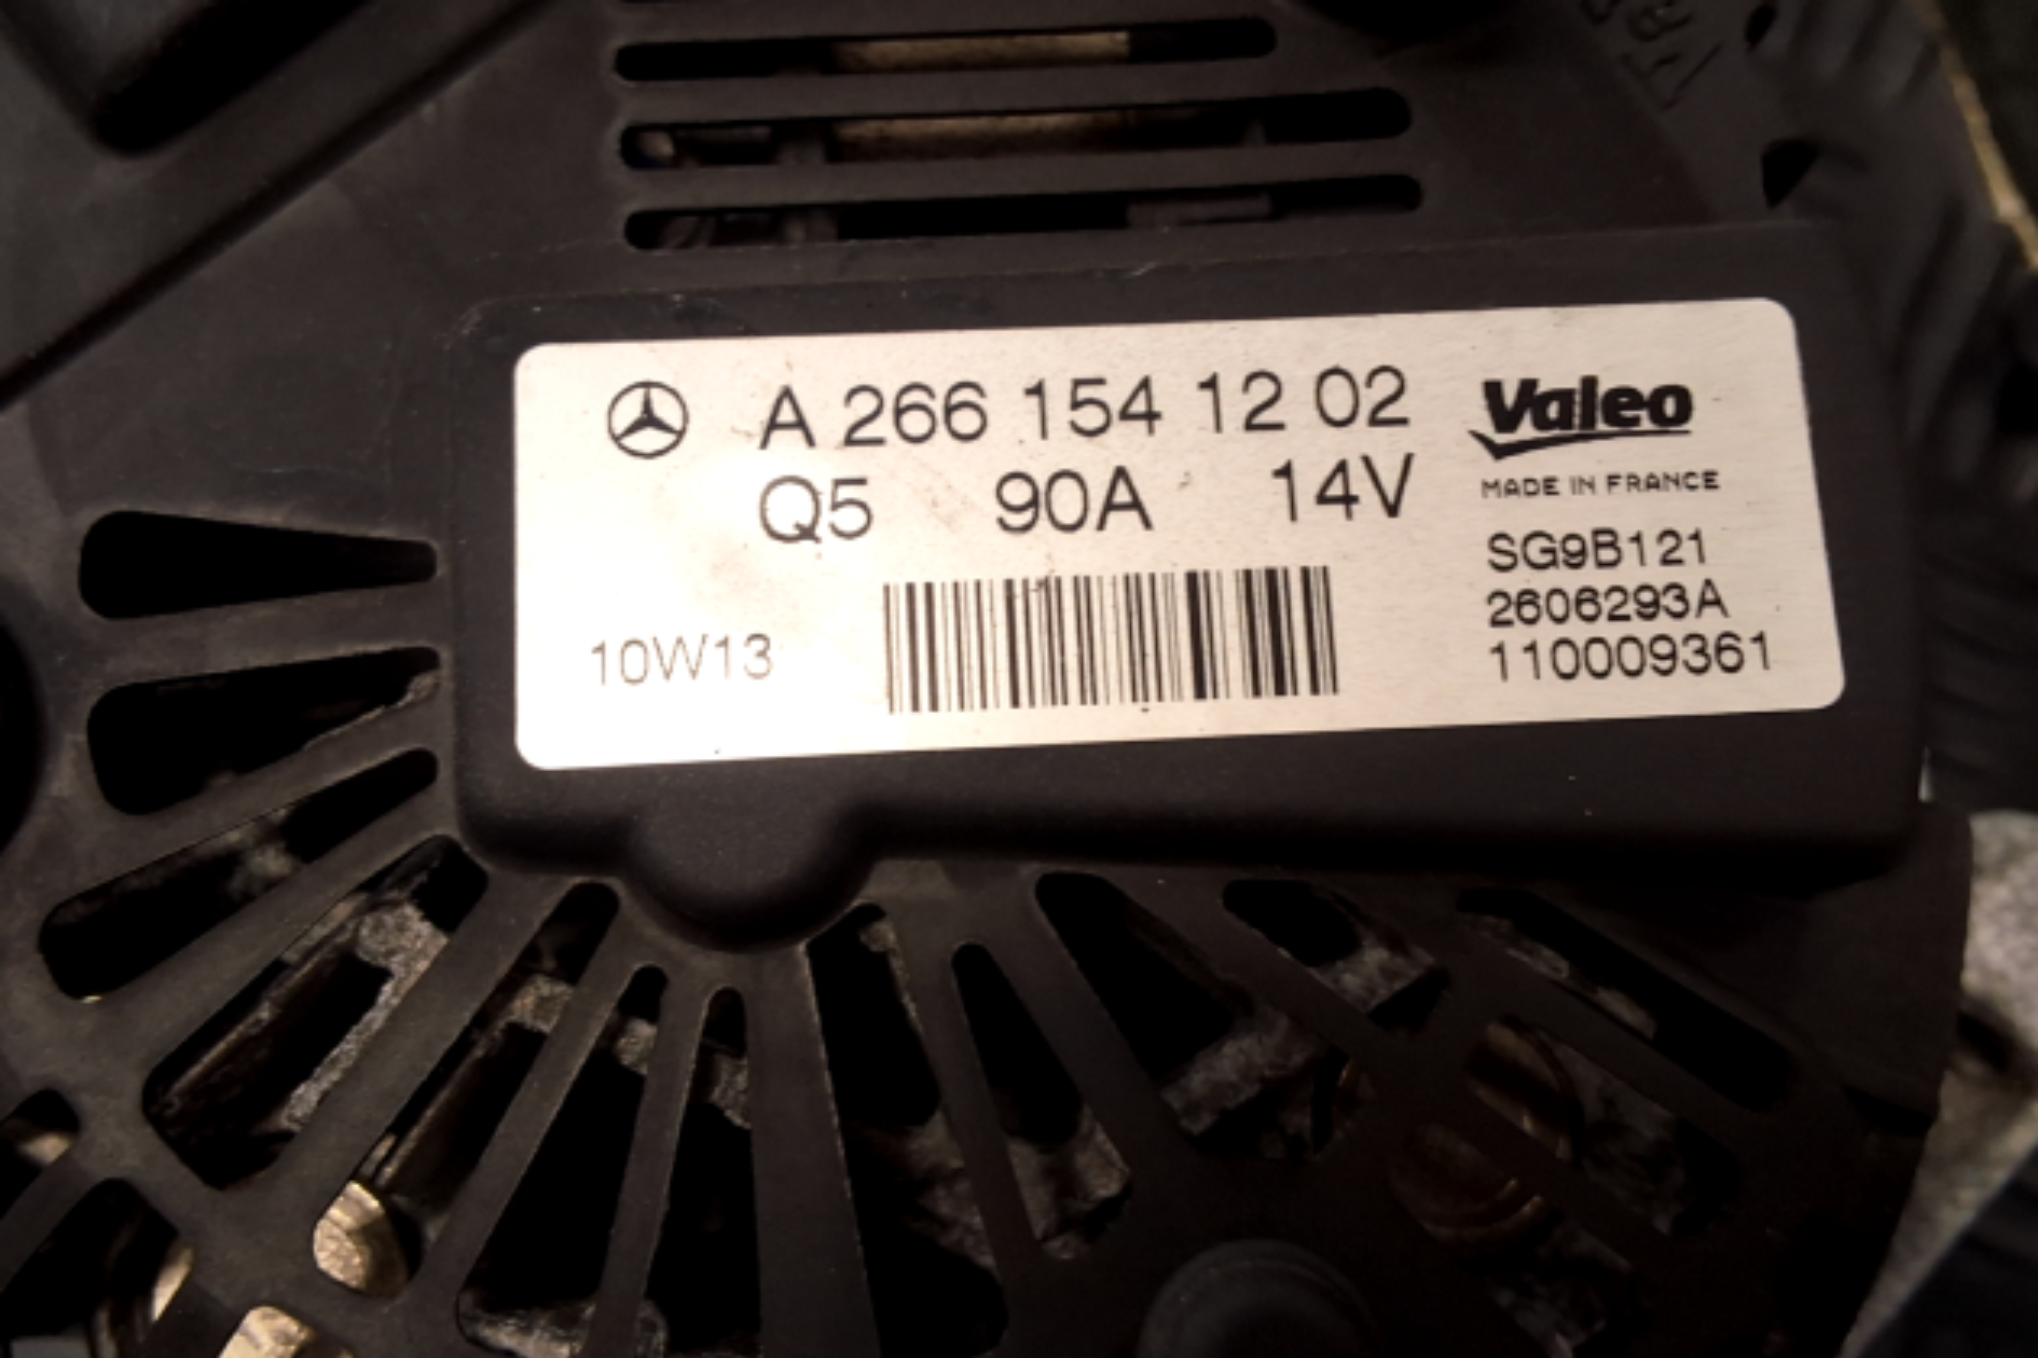 A 266 154 12 02
Q5 90A 14V
10W13
Valeo
MADE IN FRANCE
SG9B121
2606293A
110009361